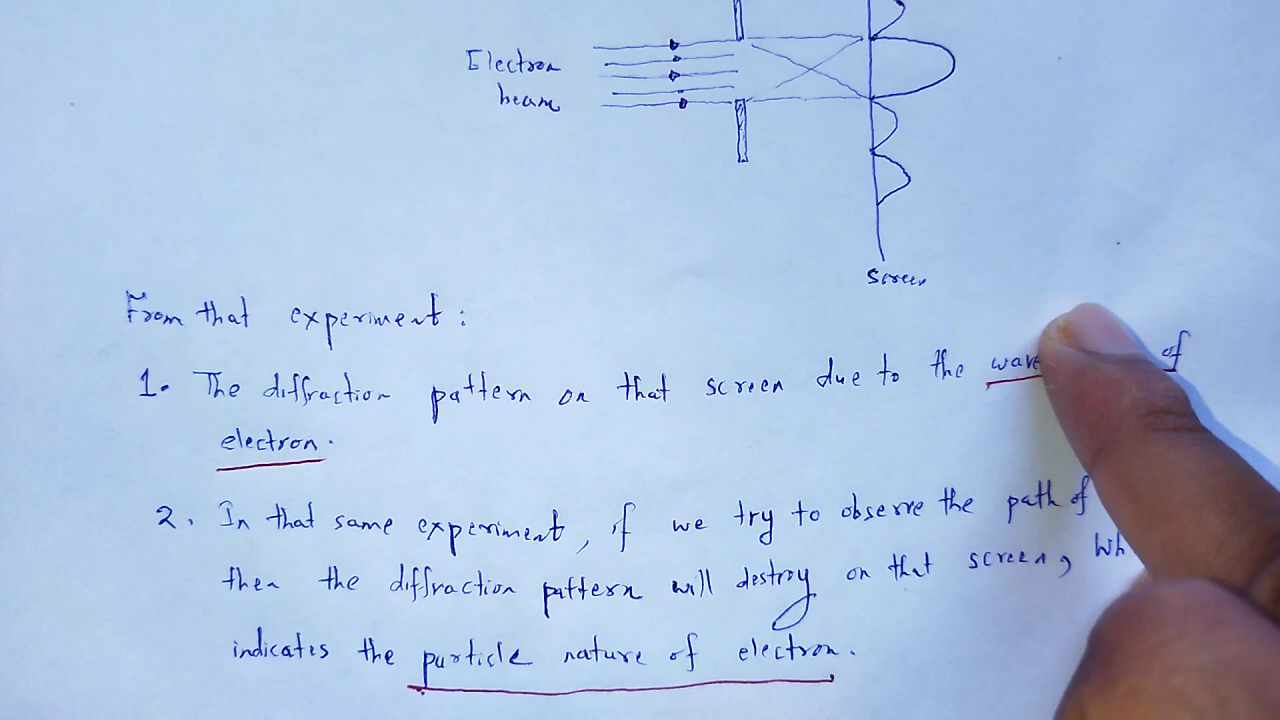 Electron
beam
Screen
From that experiment:
1. The diffraction pattern on that screen due to the wave of
electron.
2. In that same experiment, if we try to observe the path of
then the diffraction pattern will destroy on that screen,
indicates the particle nature of electron.